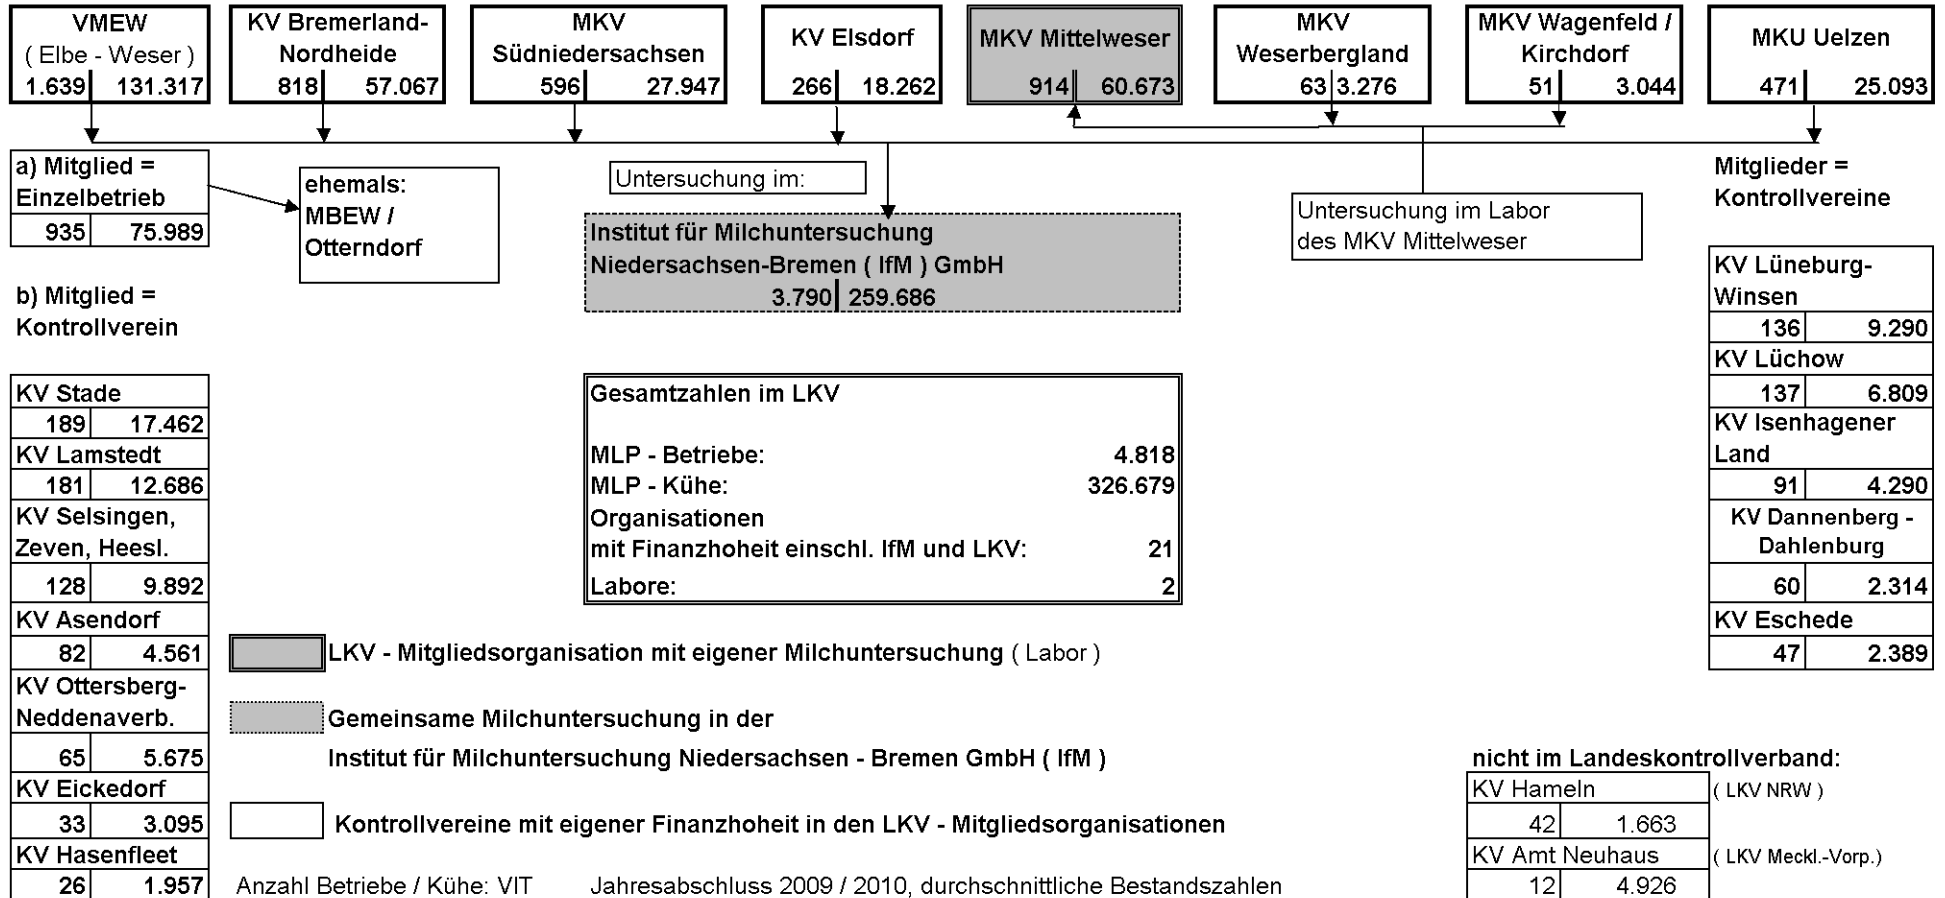 VMEW
( Elbe - Weser )
1.639 131.317
KV Bremerland-
Nordheide
818 57.067
MKV
Südniedersachsen
596 27.947
KV Elsdorf
266 18.262
MKV Mittelweser
914 60.673
MKV
Weserbergland
63 3.276
MKV Wagenfeld /
Kirchdorf
51 3.044
MKU Uelzen
471 25.093
a) Mitglied =
Einzelbetrieb
935 75.989
ehemals:
MBEW /
Otterndorf
Untersuchung im:
Institut für Milchuntersuchung
Niedersachsen-Bremen ( IfM ) GmbH
3.790 259.686
Untersuchung im Labor
des MKV Mittelweser
Mitglieder =
Kontrollvereine
b) Mitglied =
Kontrollverein
KV Stade
189 17.462
KV Lamstedt
181 12.686
KV Selsingen,
Zeven, Heesl.
128 9.892
KV Asendorf
82 4.561
KV Ottersberg-
Neddenaverb.
65 5.675
KV Eickedorf
33 3.095
KV Hasenfleet
26 1.957
Gesamtzahlen im LKV
MLP - Betriebe: 4.818
MLP - Kühe: 326.679
Organisationen
mit Finanzhoheit einschl. IfM und LKV: 21
Labore: 2
KV Lüneburg-
Winsen
136 9.290
KV Lüchow
137 6.809
KV Isenhagener
Land
91 4.290
KV Dannenberg -
Dahlenburg
60 2.314
KV Eschede
47 2.389
LKV - Mitgliedsorganisation mit eigener Milchuntersuchung ( Labor )
Gemeinsame Milchuntersuchung in der
Institut für Milchuntersuchung Niedersachsen - Bremen GmbH ( IfM )
Kontrollvereine mit eigener Finanzhoheit in den LKV - Mitgliedsorganisationen
Anzahl Betriebe / Kühe: VIT Jahresabschluss 2009 / 2010, durchschnittliche Bestandszahlen
nicht im Landeskontrollverband:
KV Hameln ( LKV NRW )
42 1.663
KV Amt Neuhaus ( LKV Meckl.-Vorp.)
12 4.926